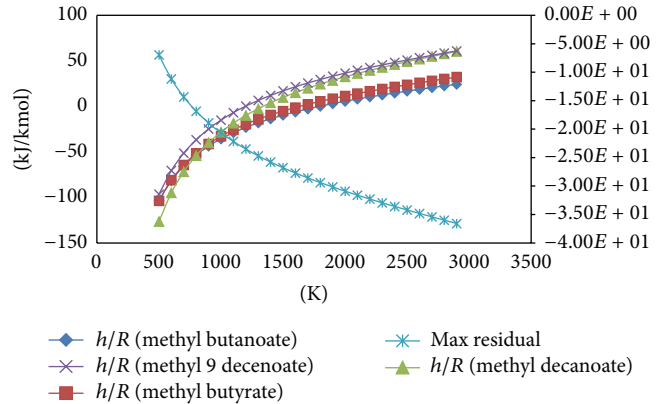 100
50
0
−50
−100
−150
(kJ/kmol)
0.00E + 00
−5.00E + 00
−1.00E + 01
−1.50E + 01
−2.00E + 01
−2.50E + 01
−3.00E + 01
−3.50E + 01
−4.00E + 01
0 500 1000 1500 2000 2500 3000 3500
(K)
h/R (methyl butanoate)
h/R (methyl 9 decenoate)
h/R (methyl butyrate)
Max residual
h/R (methyl decanoate)